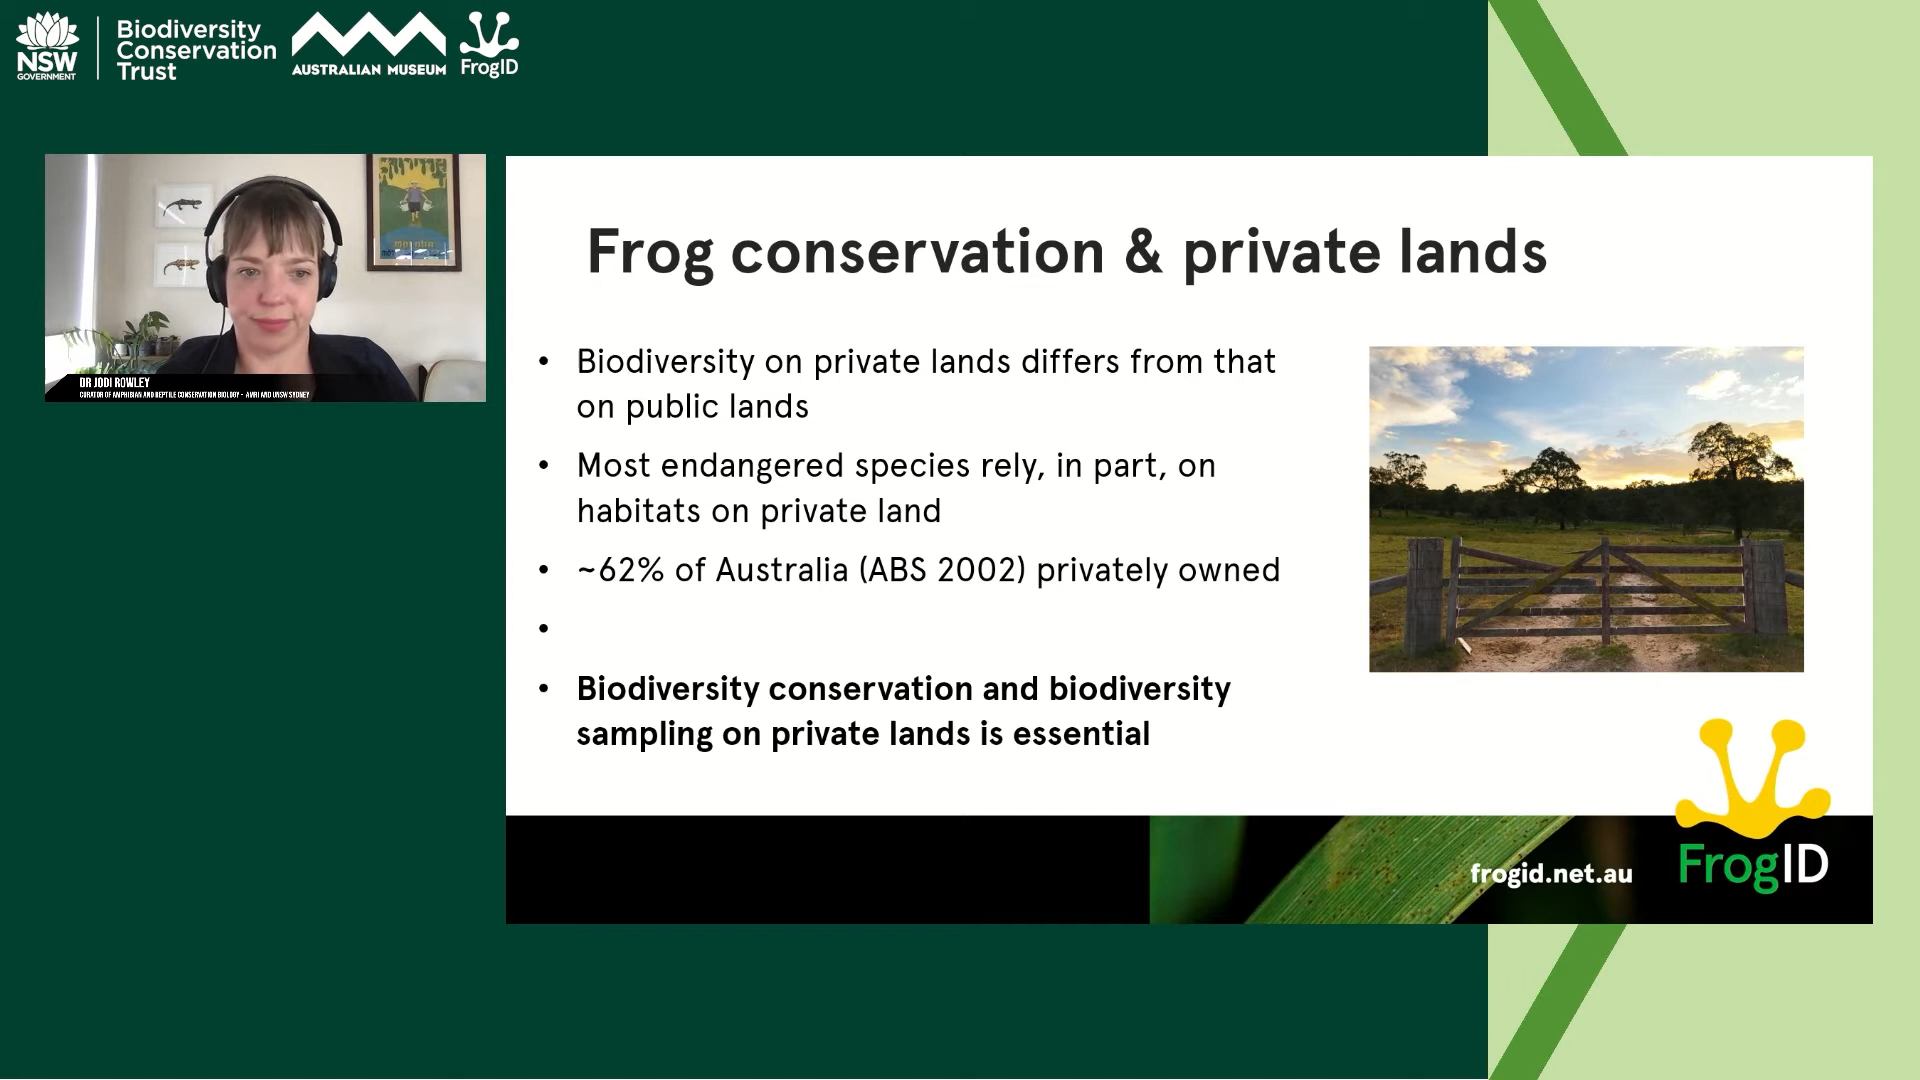 NSW
GOVERNMENT
Biodiversity
Conservation
Trust
AUSTRALIAN MUSEUM
FrogID
DR JODI ROWLEY
CURATOR OF AMPHIBIAN AND REPTILE CONSERVATION BIOLOGY - AMRI AND UNSW SYDNEY
Frog conservation & private lands
• Biodiversity on private lands differs from that
on public lands
• Most endangered species rely, in part, on
habitats on private land
• ~62% of Australia (ABS 2002) privately owned
•
• Biodiversity conservation and biodiversity
sampling on private lands is essential
frogid.net.au
FrogID